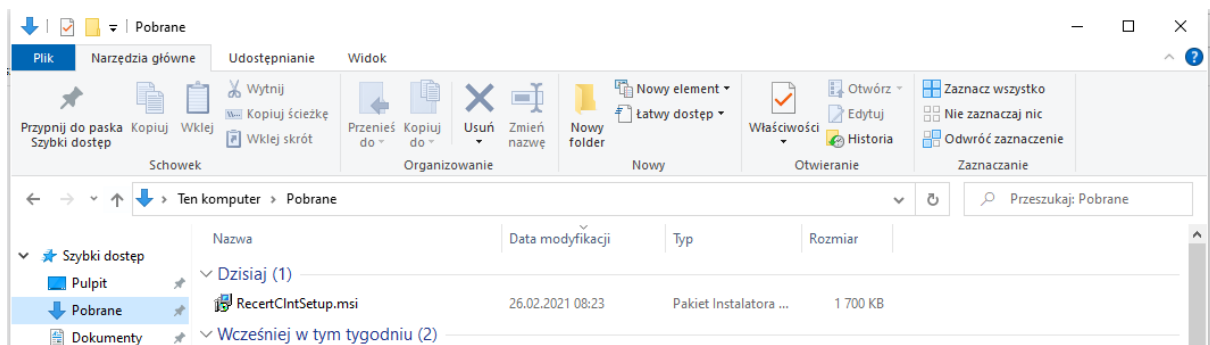 Pobrane
Plik Narzędzia główne Udostępnianie Widok
Przypnij do paska Szybki dostęp
Kopiuj
Wklej
Wytnij
Kopiuj ścieżkę
Wklej skrót
Schowek
Przenieś do
Kopiuj do
Usuń
Zmień nazwę
Organizowanie
Nowy folder
Nowy element
Łatwy dostęp
Nowy
Właściwości
Otwórz
Edytuj
Historia
Otwieranie
Zaznacz wszystko
Nie zaznaczaj nic
Odwróć zaznaczenie
Zaznaczanie
Ten komputer > Pobrane
Przeszukaj: Pobrane
Szybki dostęp
Pulpit
Pobrane
Dokumenty
Nazwa Data modyfikacji Typ Rozmiar
Dzisiaj (1)
RecertClntSetup.msi 26.02.2021 08:23 Pakiet Instalatora ... 1 700 KB
Wcześniej w tym tygodniu (2)